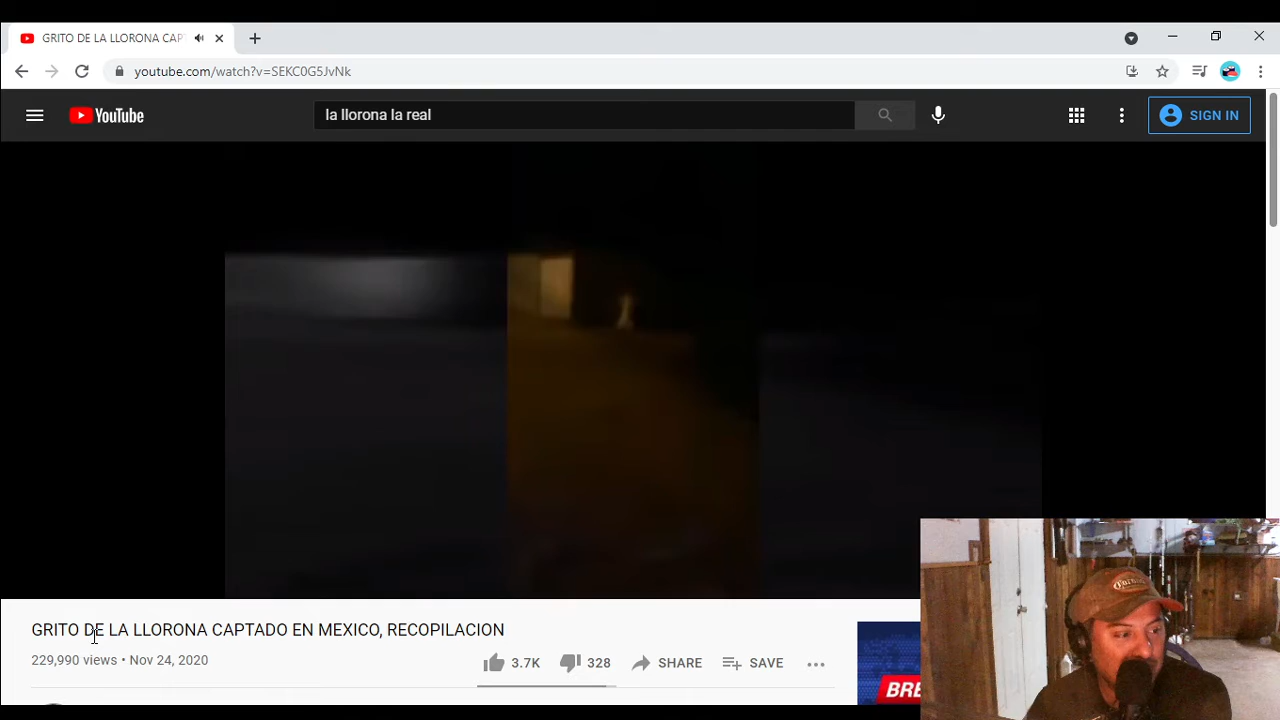 GRITO DE LA LLORONA CAP
youtube.com/watch?v=SEKC0G5JvNk
YouTube
la llorona la real
SIGN IN
GRITO DE LA LLORONA CAPTADO EN MEXICO, RECOPILACION
229,990 views • Nov 24, 2020
3.7K
328
SHARE
SAVE
BRE